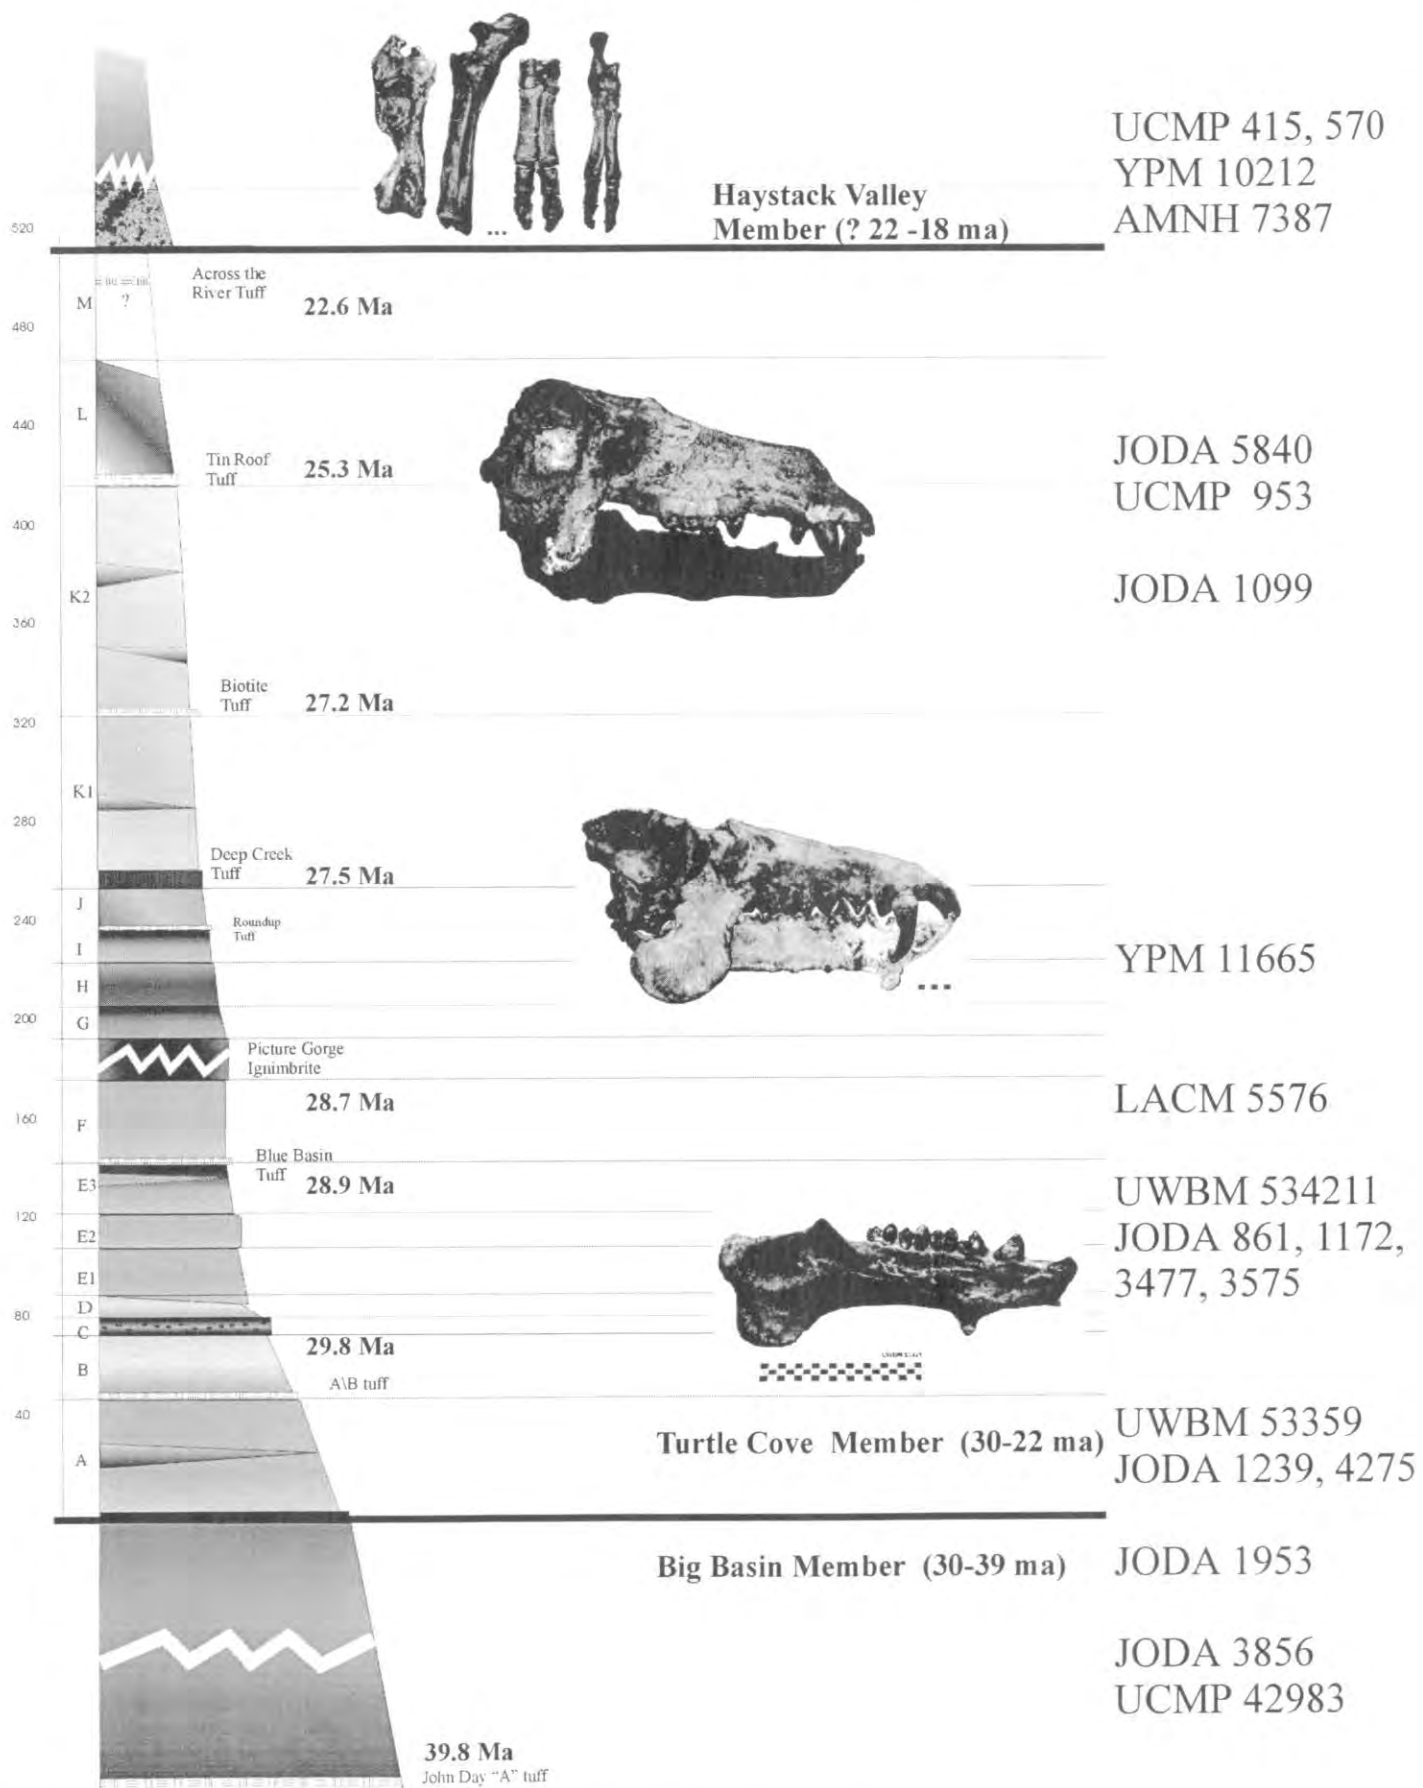 UCMP 415, 570
YPM 10212
AMNH 7387
Haystack Valley
Member (? 22 -18 ma)
520
Across the
River Tuff
22.6 Ma
M
?
480
L
440
Tin Roof
Tuff
25.3 Ma
JODA 5840
UCMP 953
400
JODA 1099
K2
360
Biotite
Tuff
27.2 Ma
320
K1
280
Deep Creek
Tuff
27.5 Ma
J
240
Roundup
Tuff
I
YPM 11665
H
200
G
Picture Gorge
Ignimbrite
28.7 Ma
LACM 5576
160
F
Blue Basin
Tuff
28.9 Ma
E3
UWBM 534211
JODA 861, 1172,
3477, 3575
120
E2
E1
D
80
C
29.8 Ma
B
A\B tuff
40
UWBM 53359
JODA 1239, 4275
Turtle Cove Member (30-22 ma)
A
Big Basin Member (30-39 ma)
JODA 1953
JODA 3856
UCMP 42983
39.8 Ma
John Day "A" tuff